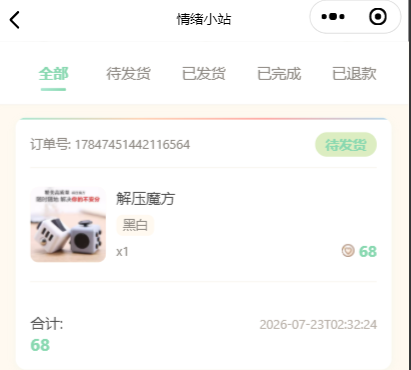 情绪小站
全部 待发货 已发货 已完成 已退款
订单号: 17847451442116564 待发货
解压魔方
黑白
x1 68
合计: 2026-07-23T02:32:24
68